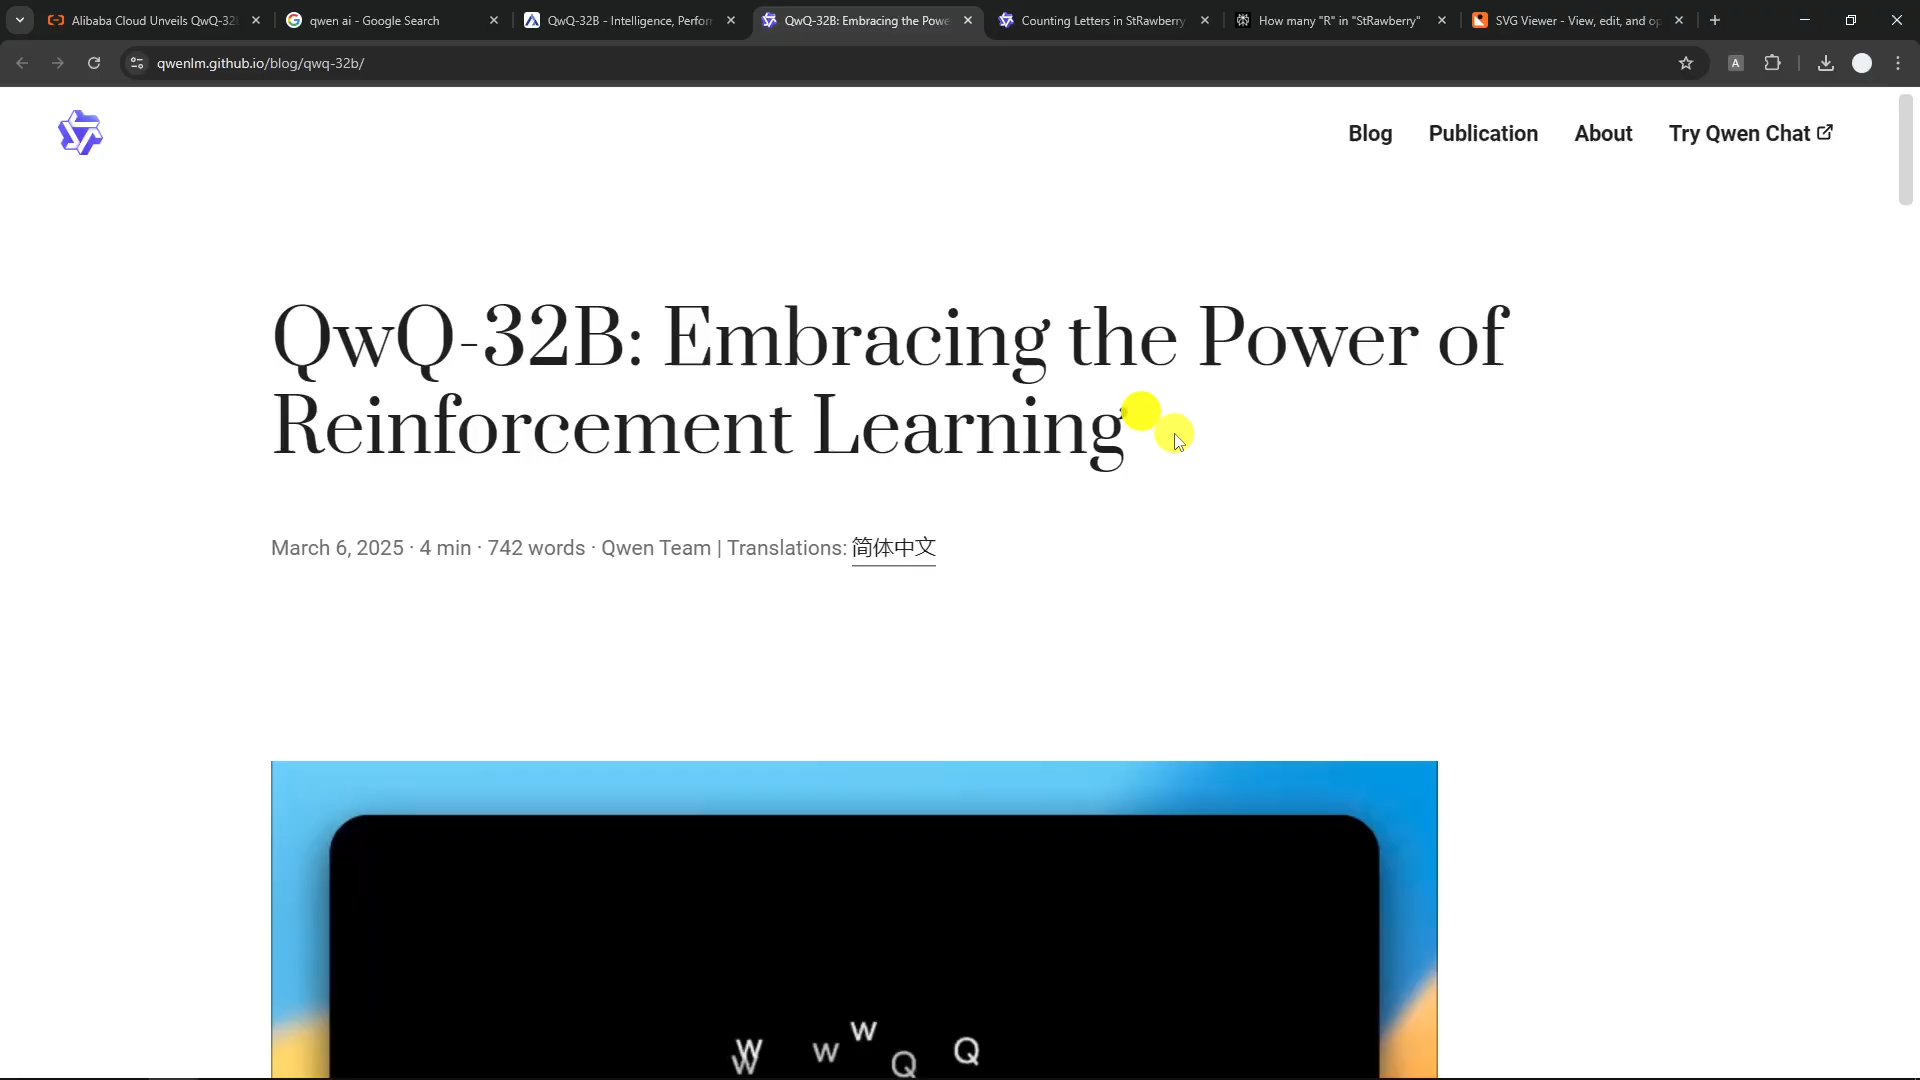 Alibaba Cloud Unveils QwQ-32
qwen ai - Google Search
QwQ-32B - Intelligence, Perfor
QwQ-32B: Embracing the Powe
Counting Letters in StRawberry
How many "R" in "StRawberry"
SVG Viewer - View, edit, and op
qwenlm.github.io/blog/qwq-32b/
A
Blog
Publication
About
Try Qwen Chat
QwQ-32B: Embracing the Power of
Reinforcement Learning
March 6, 2025 · 4 min · 742 words · Qwen Team | Translations: 简体中文
W W W W Q Q